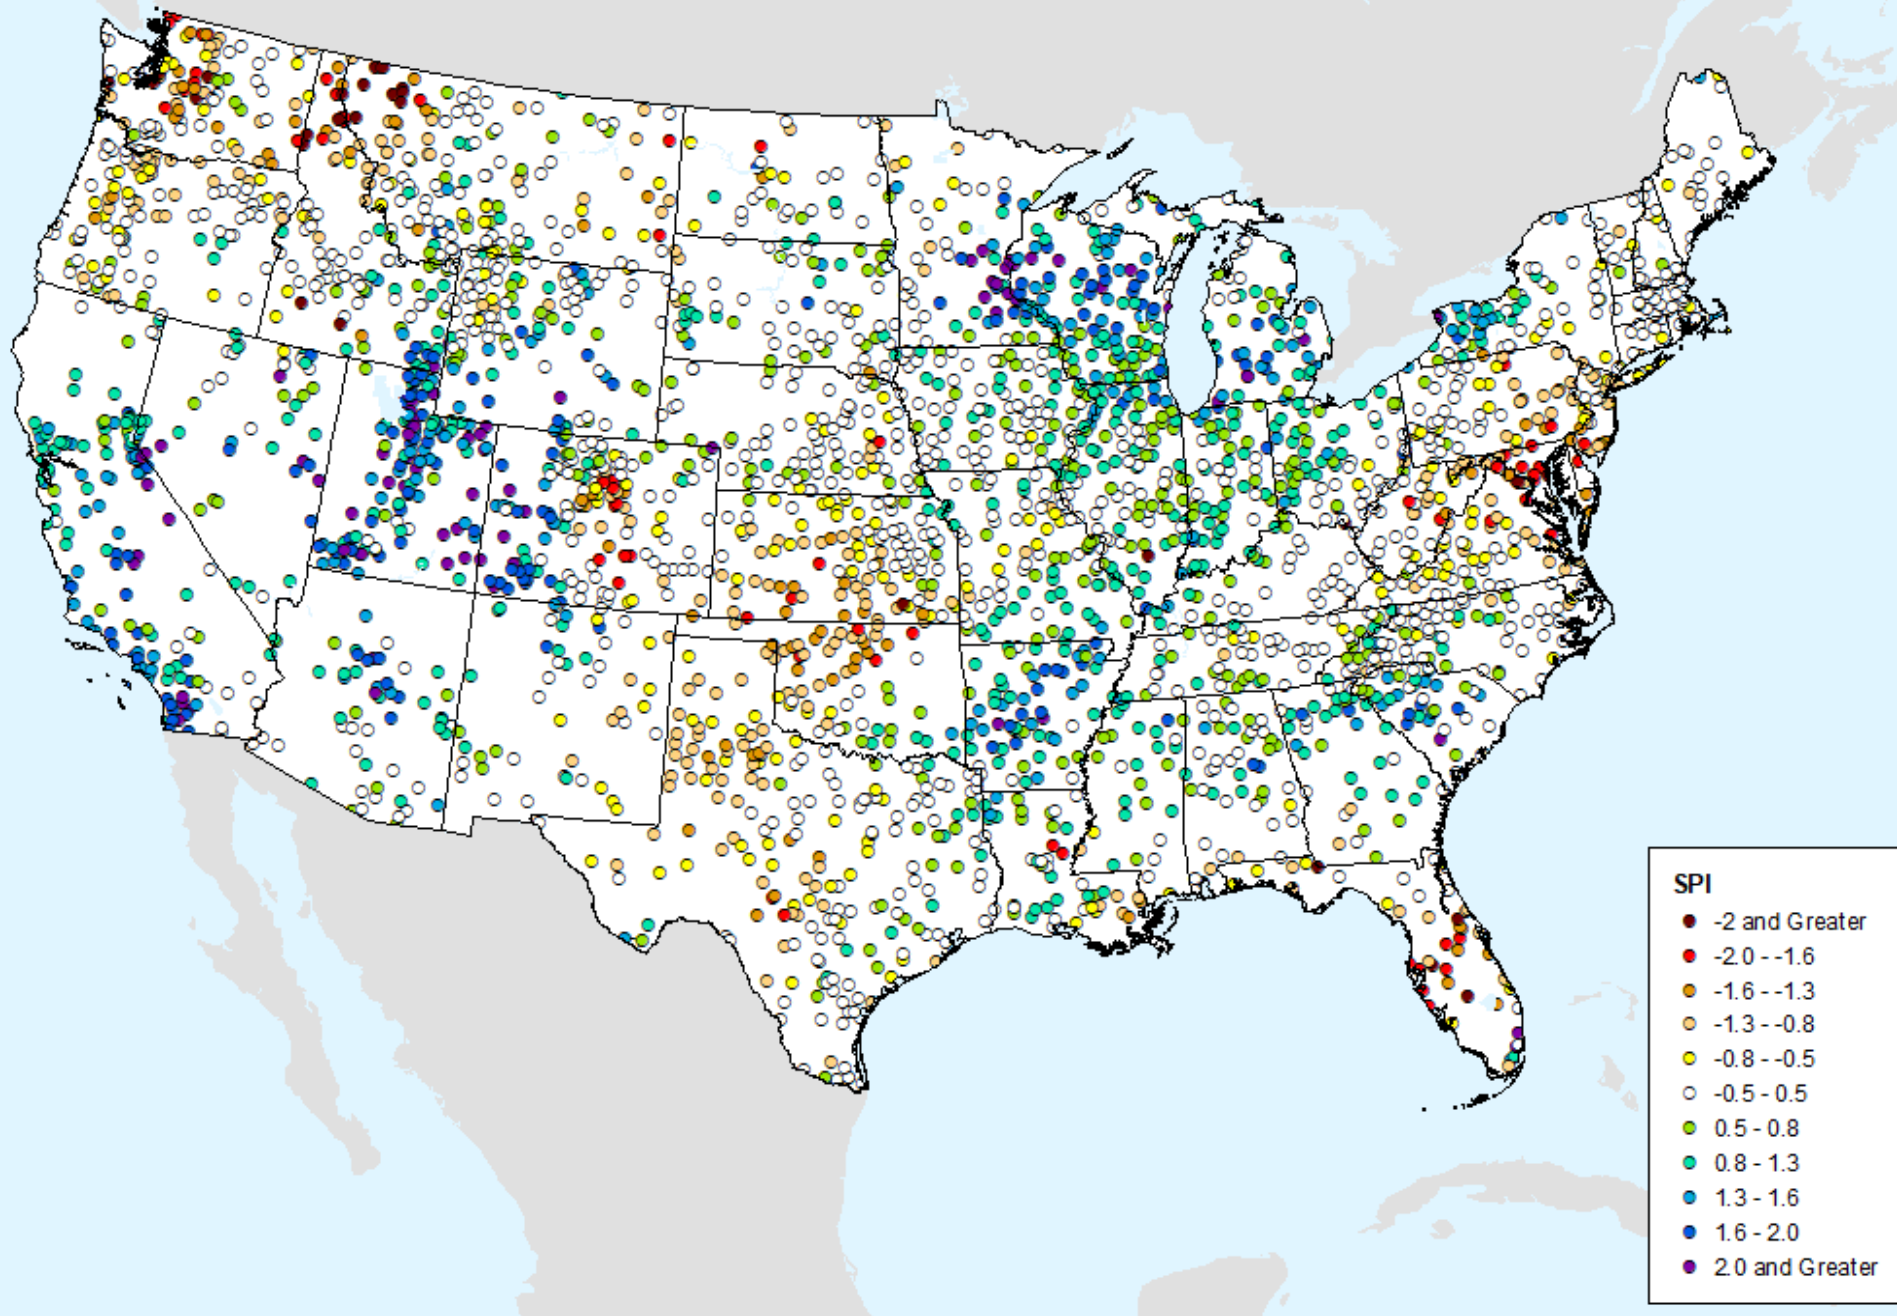 SPI
-2 and Greater
-2.0 - -1.6
-1.6 - -1.3
-1.3 - -0.8
-0.8 - -0.5
-0.5 - 0.5
0.5 - 0.8
0.8 - 1.3
1.3 - 1.6
1.6 - 2.0
2.0 and Greater